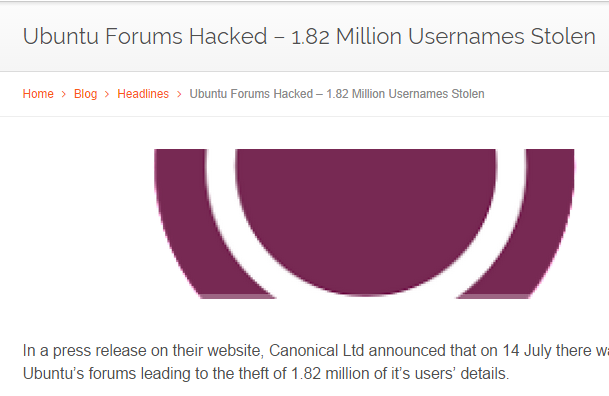 Ubuntu Forums Hacked – 1.82 Million Usernames Stolen
Home > Blog > Headlines > Ubuntu Forums Hacked – 1.82 Million Usernames Stolen
In a press release on their website, Canonical Ltd announced that on 14 July there
Ubuntu’s forums leading to the theft of 1.82 million of it’s users’ details.